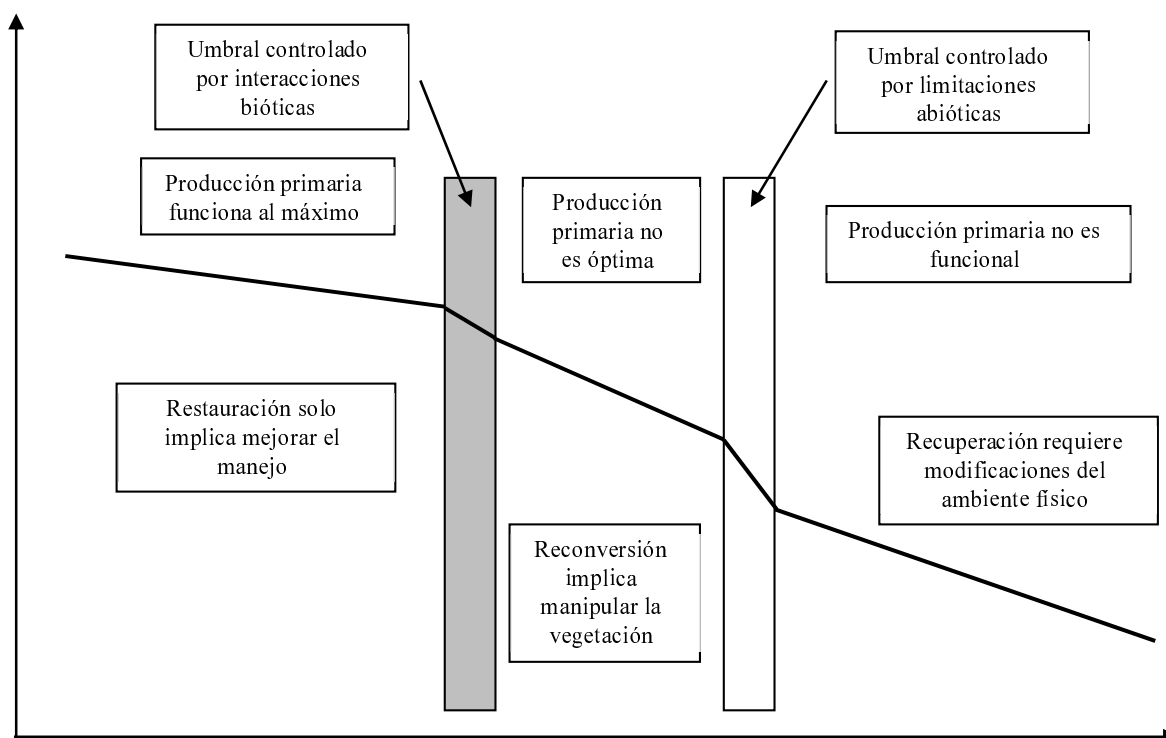 Umbral controlado
por interacciones
bióticas
Umbral controlado
por limitaciones
abióticas
Producción primaria
funciona al máximo
Producción
primaria no
es óptima
Producción primaria no es
funcional
Restauración solo
implica mejorar el
manejo
Recuperación requiere
modificaciones del
ambiente físico
Reconversión
implica
manipular la
vegetación